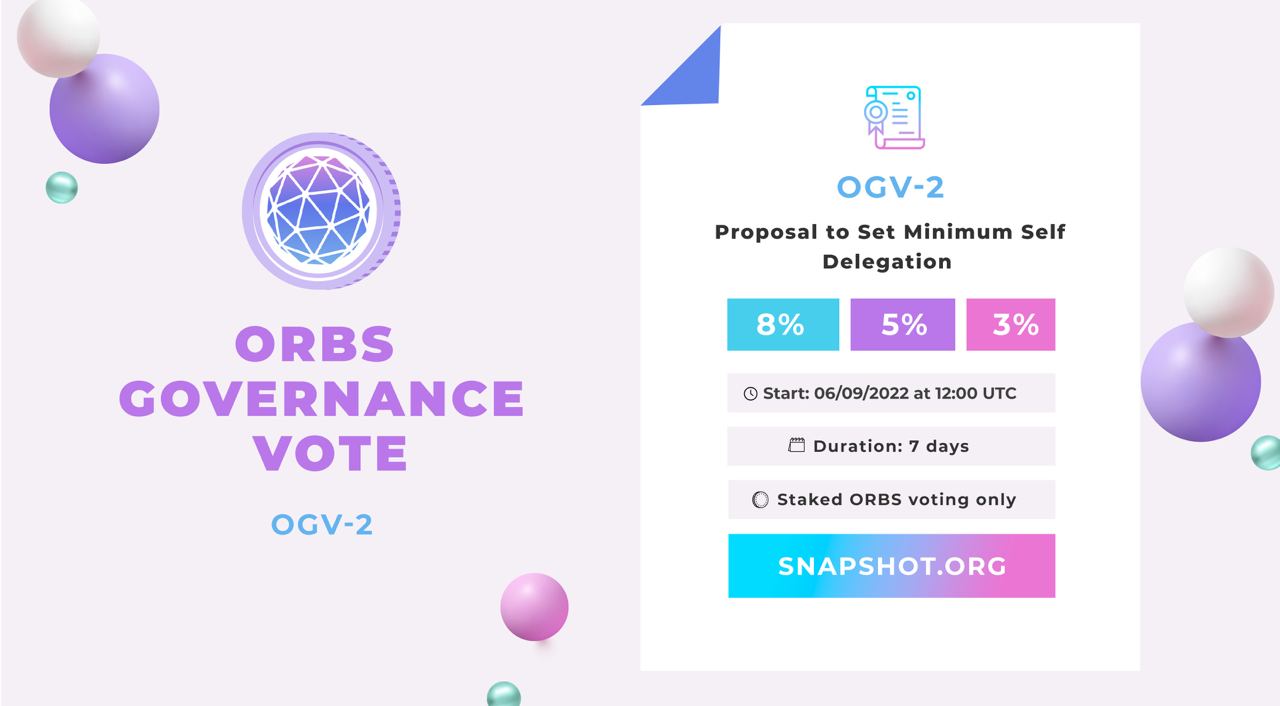 ORBS
GOVERNANCE
VOTE
OGV-2
OGV-2
Proposal to Set Minimum Self
Delegation
8% 5% 3%
Start: 06/09/2022 at 12:00 UTC
Duration: 7 days
Staked ORBS voting only
SNAPSHOT.ORG